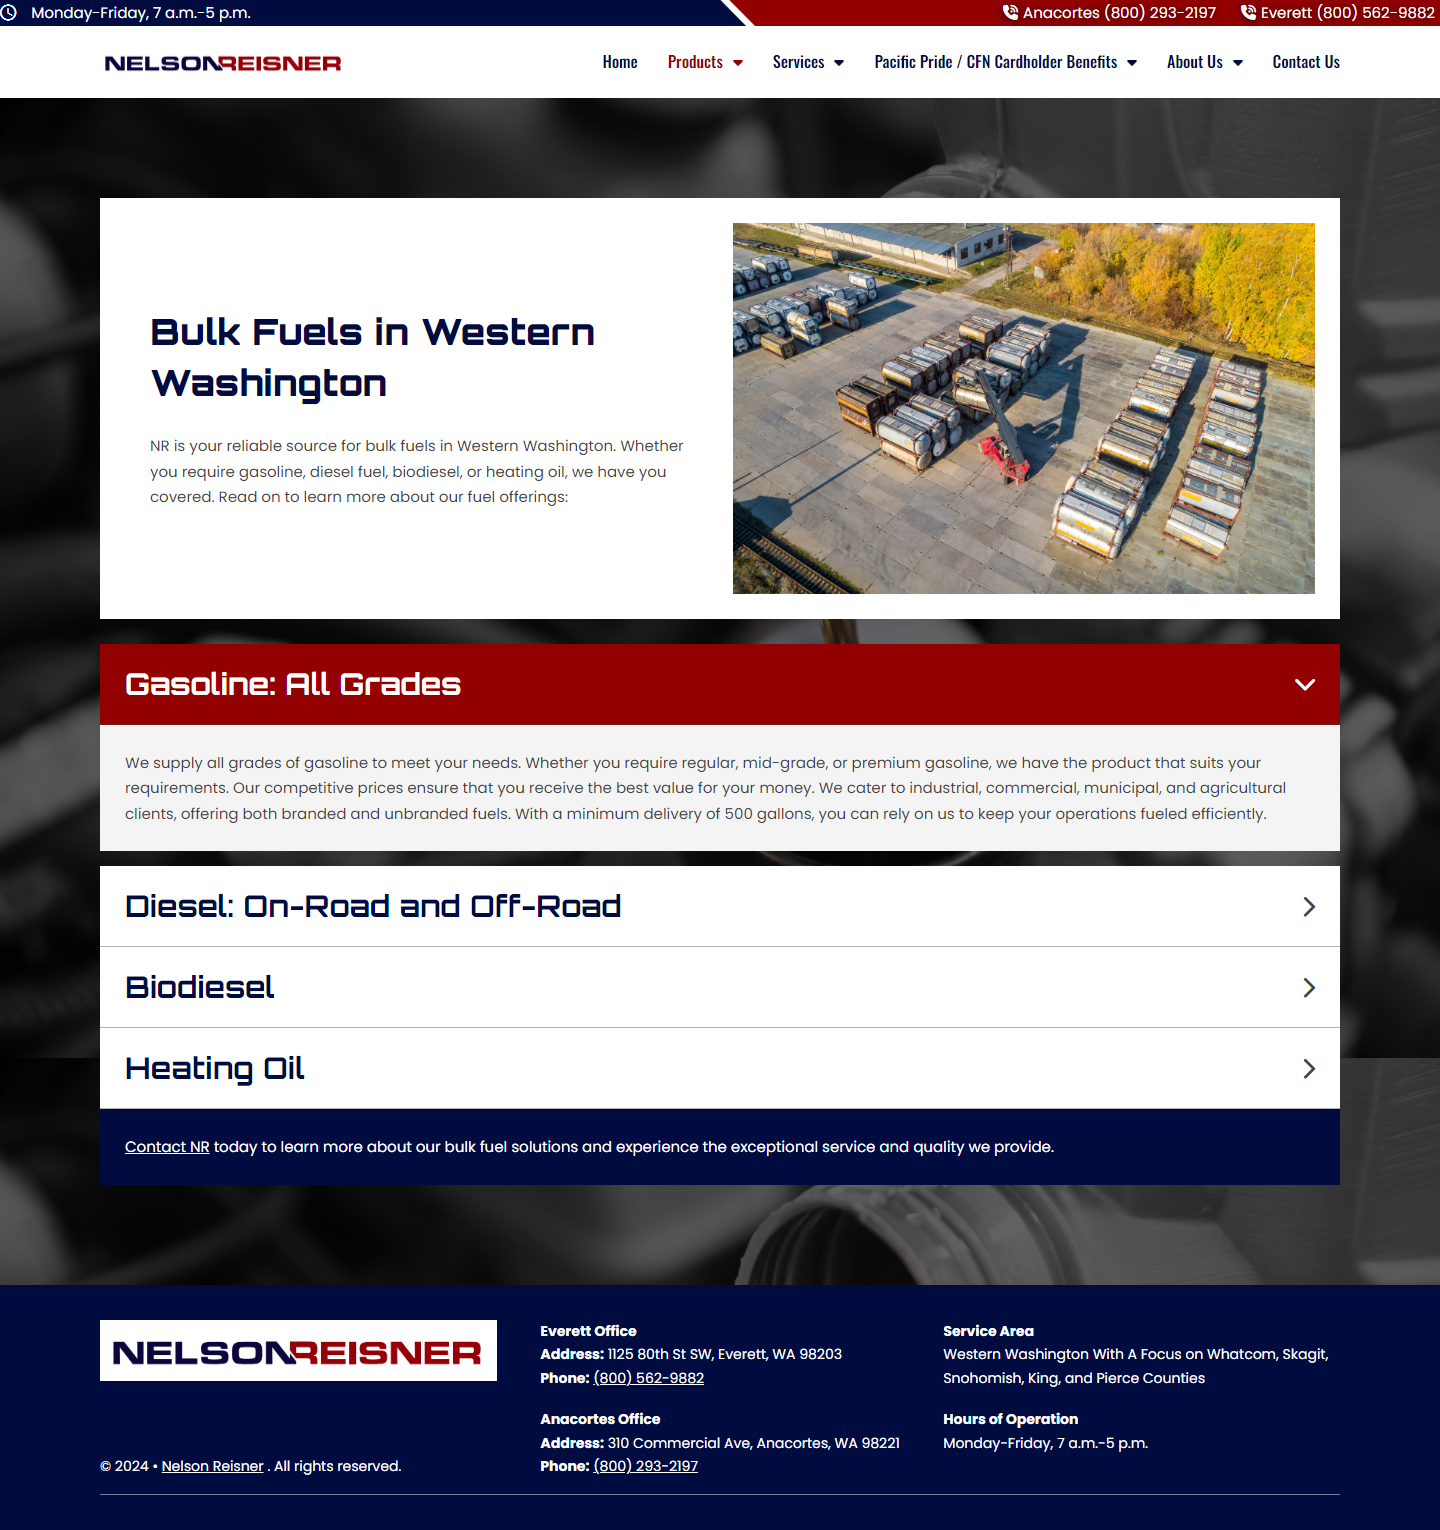 Monday-Friday, 7 a.m.-5 p.m.
Anacortes (800) 293-2197
Everett (800) 562-9882
NELSONREISNER
Home
Products
Services
Pacific Pride / CFN Cardholder Benefits
About Us
Contact Us
Bulk Fuels in Western
Washington
NR is your reliable source for bulk fuels in Western Washington. Whether
you require gasoline, diesel fuel, biodiesel, or heating oil, we have you
covered. Read on to learn more about our fuel offerings:
Gasoline: All Grades
We supply all grades of gasoline to meet your needs. Whether you require regular, mid-grade, or premium gasoline, we have the product that suits your
requirements. Our competitive prices ensure that you receive the best value for your money. We cater to industrial, commercial, municipal, and agricultural
clients, offering both branded and unbranded fuels. With a minimum delivery of 500 gallons, you can rely on us to keep your operations fueled efficiently.
Diesel: On-Road and Off-Road
Biodiesel
Heating Oil
Contact NR today to learn more about our bulk fuel solutions and experience the exceptional service and quality we provide.
NELSONREISNER
© 2024 • Nelson Reisner . All rights reserved.
Everett Office
Address: 1125 80th St SW, Everett, WA 98203
Phone: (800) 562-9882
Anacortes Office
Address: 310 Commercial Ave, Anacortes, WA 98221
Phone: (800) 293-2197
Service Area
Western Washington With A Focus on Whatcom, Skagit,
Snohomish, King, and Pierce Counties
Hours of Operation
Monday-Friday, 7 a.m.-5 p.m.